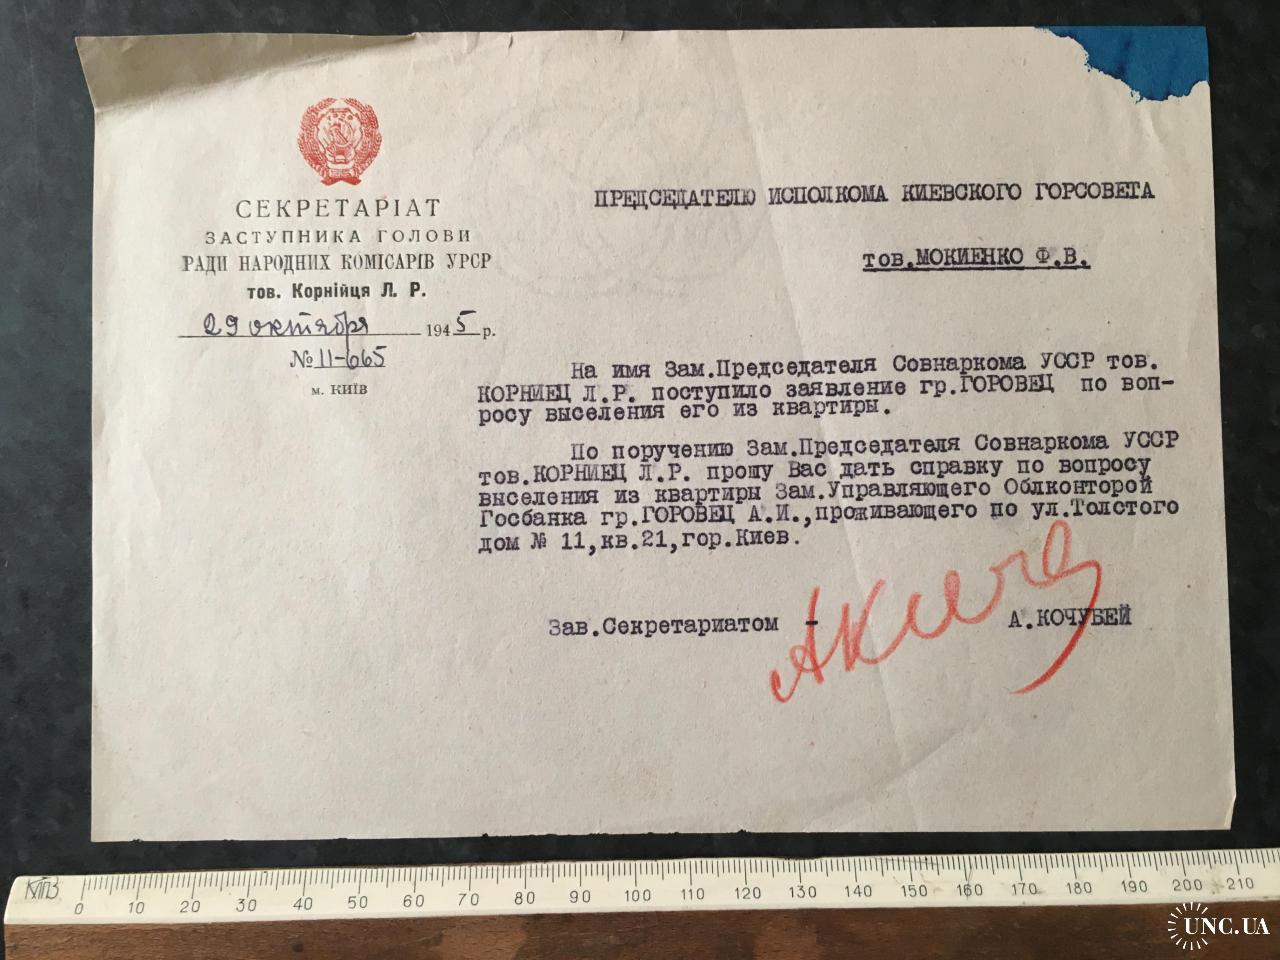 СЕКРЕТАРІАТ
ЗАСТУПНИКА ГОЛОВИ
РАДИ НАРОДНИХ КОМІСАРІВ УРСР
тов. Корнійця Л. Р.
29 октября 1945 р.
№ 11-665
м. КИЇВ
ПРЕДСЕДАТЕЛЮ ИСПОЛКОМА КИЕВСКОГО ГОРСОВЕТА
тов.МОКИЕНКО Ф.В.
На имя Зам.Председателя Совнаркома УССР тов.
КОРНИЕЦ Л.Р. поступило заявление гр.ГОРОВЕЦ по воп-
росу выселения его из квартиры.
По поручению Зам.Председателя Совнаркома УССР
тов.КОРНИЕЦ Л.Р. прошу Вас дать справку по вопросу
выселения из квартиры Зам.Управляющего Облконторой
Госбанка гр.ГОРОВЕЦ А.И.,проживающего по ул.Толстого
дом № 11,кв.21,гор.Киев.
Зав.Секретариатом - А.КОЧУБЕЙ
0 10 20 30 40 50 60 70 80 90 100 110 120 130 140 150 160 170 180 190 200 210
UNC.UA